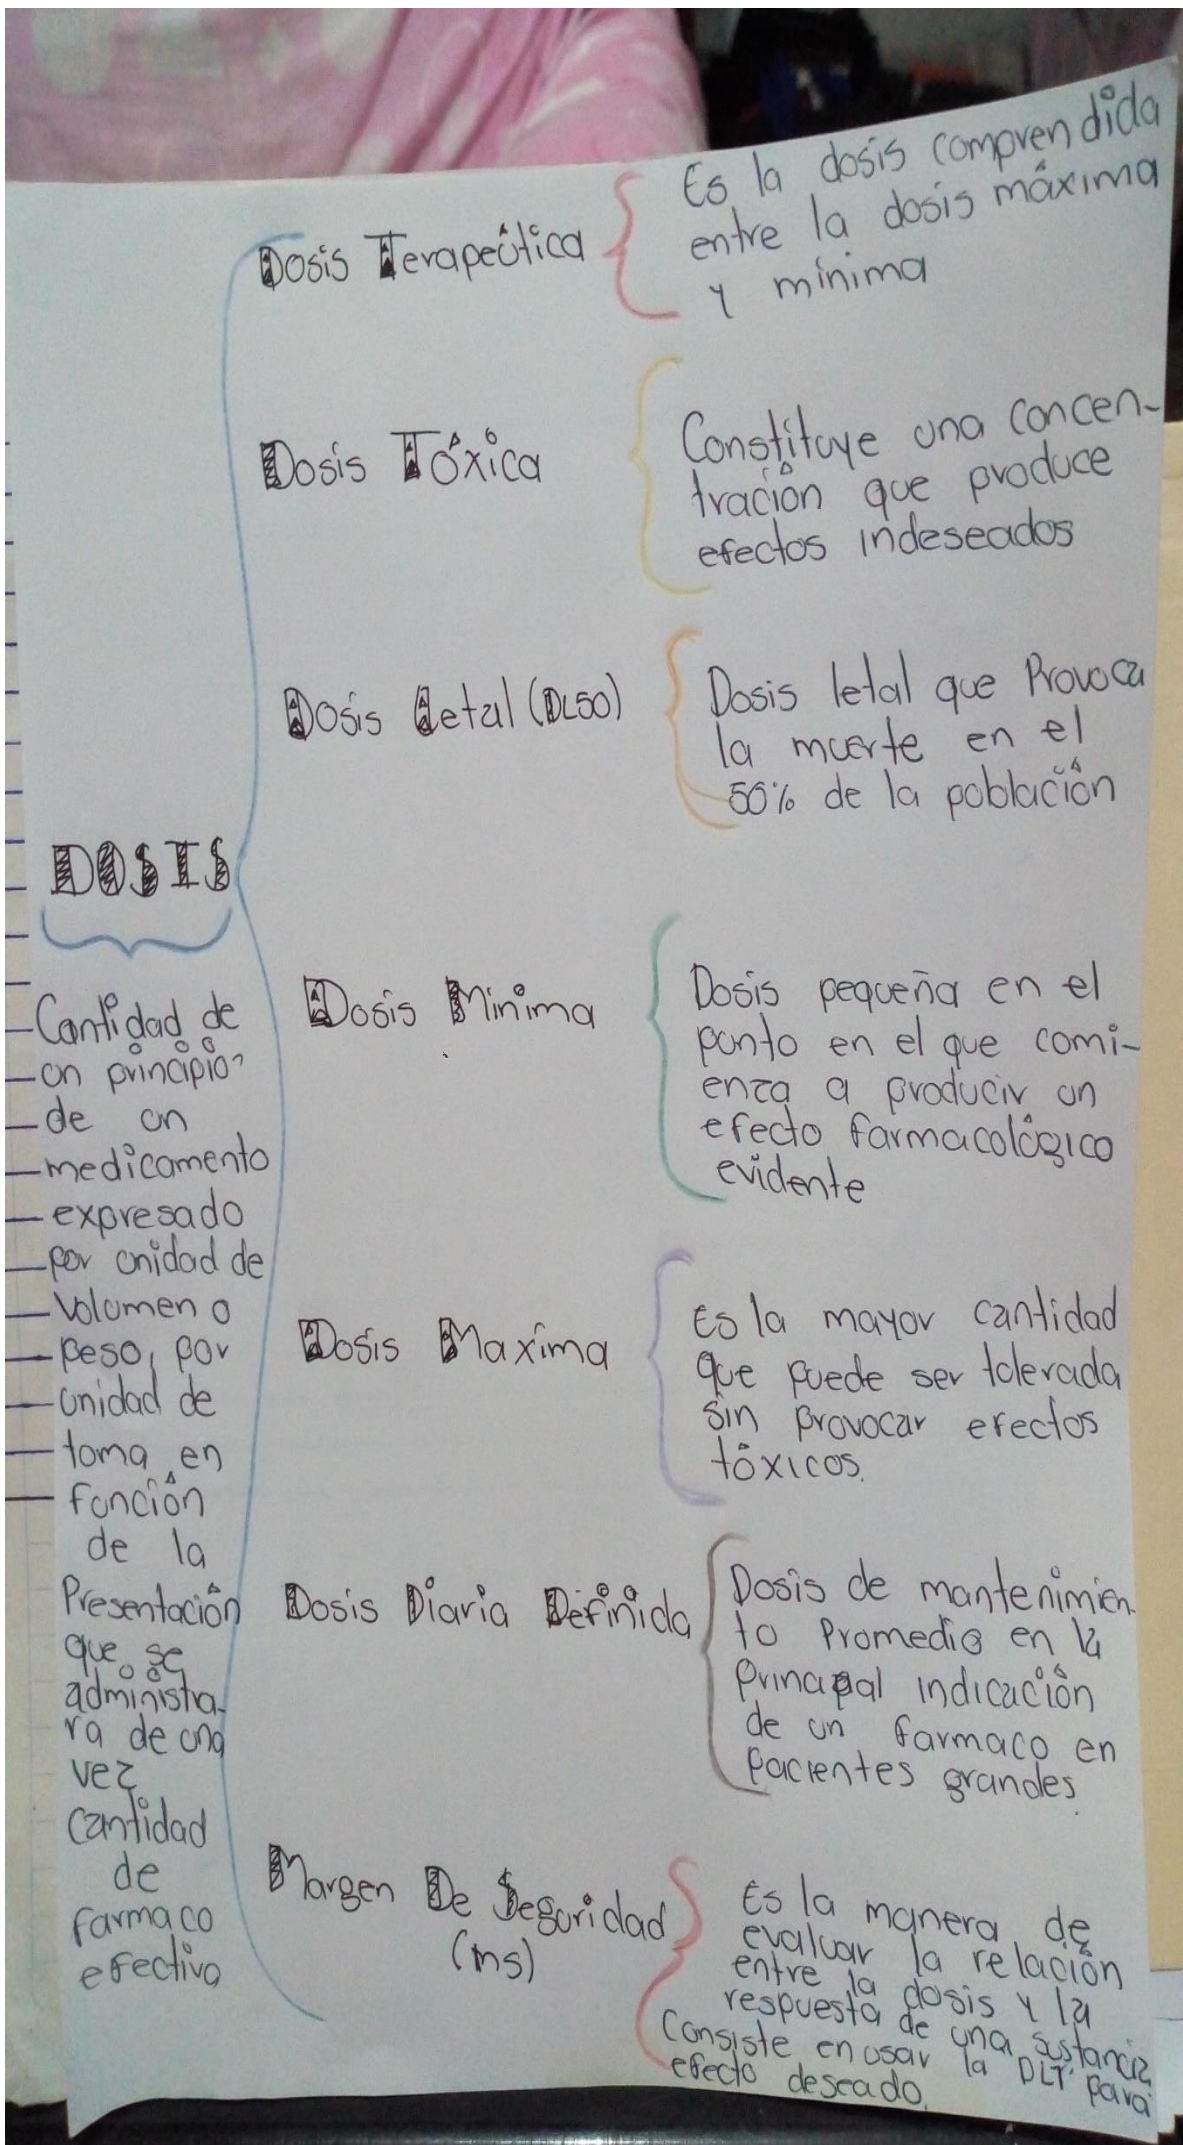 DOSIS
Cantidad de
un principio
de un
medicamento
expresado
por unidad de
volumen o
peso, por
unidad de
toma en
función
de la
Presentación
que se
administra-
ra de una
vez
cantidad
de
farmaco
efectiva
Dosis Terapeútica
Es la dosis comprendida
entre la dosis máxima
y minima
Dosis Tóxica
Constituye una concen-
tración que produce
efectos indeseados
Dosis Letal (DL50)
Dosis letal que Provoca
la muerte en el
50% de la población
Dosis Minima
Dosis pequeña en el
punto en el que comi-
enza a producir un
efecto farmacológico
evidente
Dosis Maxima
Es la mayor cantidad
que puede ser tolerada
sin provocar efectos
tóxicos.
Dosis Diaria Definida
Dosis de mantenimien-
to Promedio en la
Principal indicación
de un farmaco en
pacientes grandes.
Margen De Seguridad
(ms)
Es la manera de
evaluar la relación
entre la dosis y la
respuesta de una sustancia
Consiste en usar la DLT para
efecto deseado.